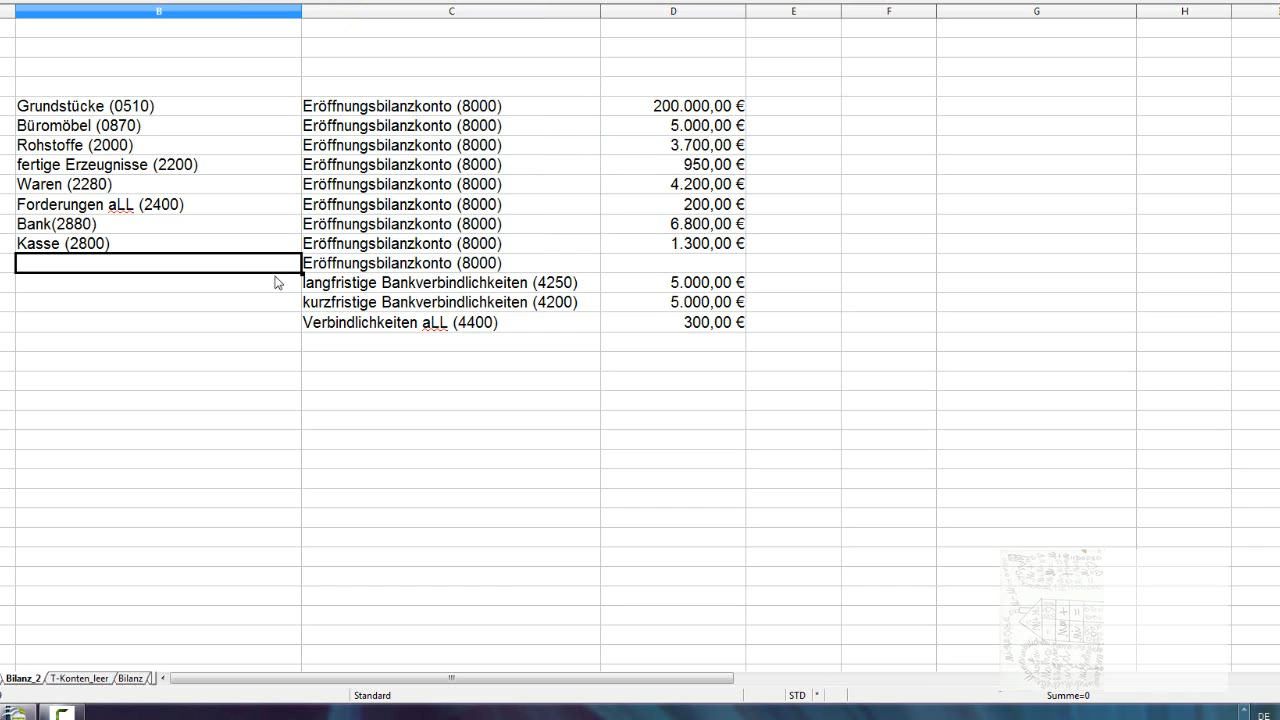 B C D E F G H
Grundstücke (0510) Eröffnungsbilanzkonto (8000) 200.000,00 €
Büromöbel (0870) Eröffnungsbilanzkonto (8000) 5.000,00 €
Rohstoffe (2000) Eröffnungsbilanzkonto (8000) 3.700,00 €
fertige Erzeugnisse (2200) Eröffnungsbilanzkonto (8000) 950,00 €
Waren (2280) Eröffnungsbilanzkonto (8000) 4.200,00 €
Forderungen aLL (2400) Eröffnungsbilanzkonto (8000) 200,00 €
Bank(2880) Eröffnungsbilanzkonto (8000) 6.800,00 €
Kasse (2800) Eröffnungsbilanzkonto (8000) 1.300,00 €
Eröffnungsbilanzkonto (8000)
langfristige Bankverbindlichkeiten (4250) 5.000,00 €
kurzfristige Bankverbindlichkeiten (4200) 5.000,00 €
Verbindlichkeiten aLL (4400) 300,00 €
Bilanz_2 T-Konten_leer Bilanz
Standard STD * Summe=0
DE